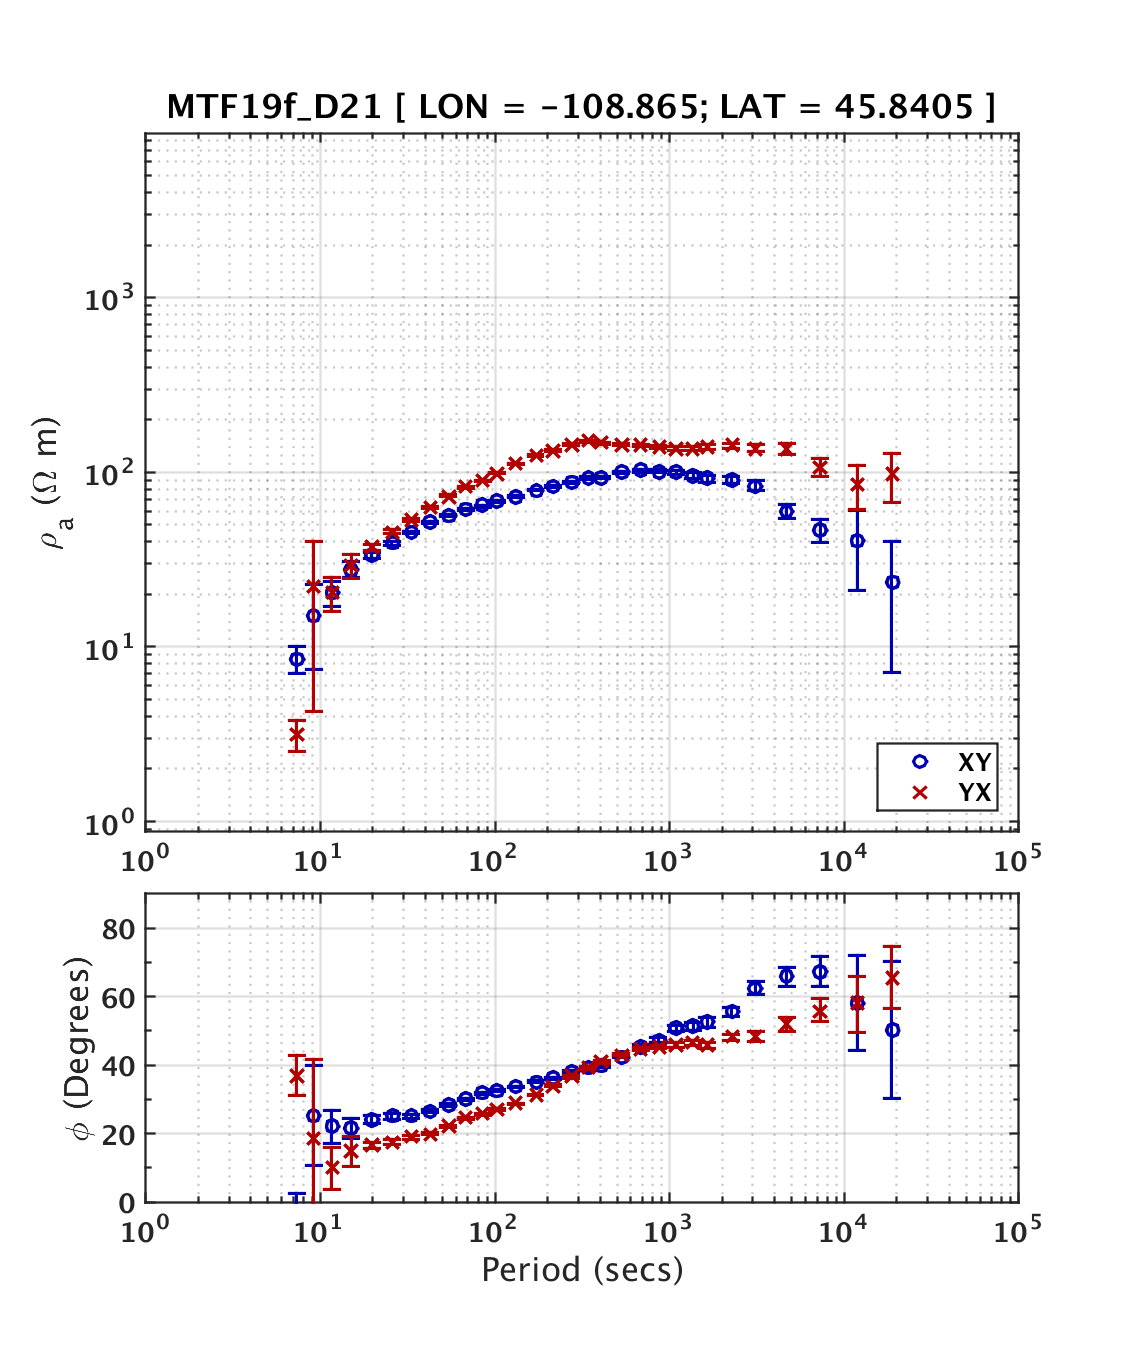 MTF19f_D21 [ LON = -108.865; LAT = 45.8405 ]
ρa (Ω m)
10³
10²
10¹
10⁰
XY
YX
10⁰ 10¹ 10² 10³ 10⁴ 10⁵
φ (Degrees)
80
60
40
20
0
10⁰ 10¹ 10² 10³ 10⁴ 10⁵
Period (secs)